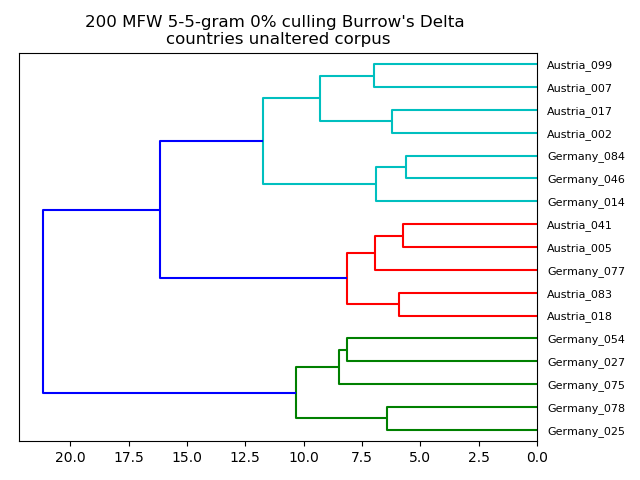 200 MFW 5-5-gram 0% culling Burrow's Delta
countries unaltered corpus
Austria_099
Austria_007
Austria_017
Austria_002
Germany_084
Germany_046
Germany_014
Austria_041
Austria_005
Germany_077
Austria_083
Austria_018
Germany_054
Germany_027
Germany_075
Germany_078
Germany_025
20.0 17.5 15.0 12.5 10.0 7.5 5.0 2.5 0.0